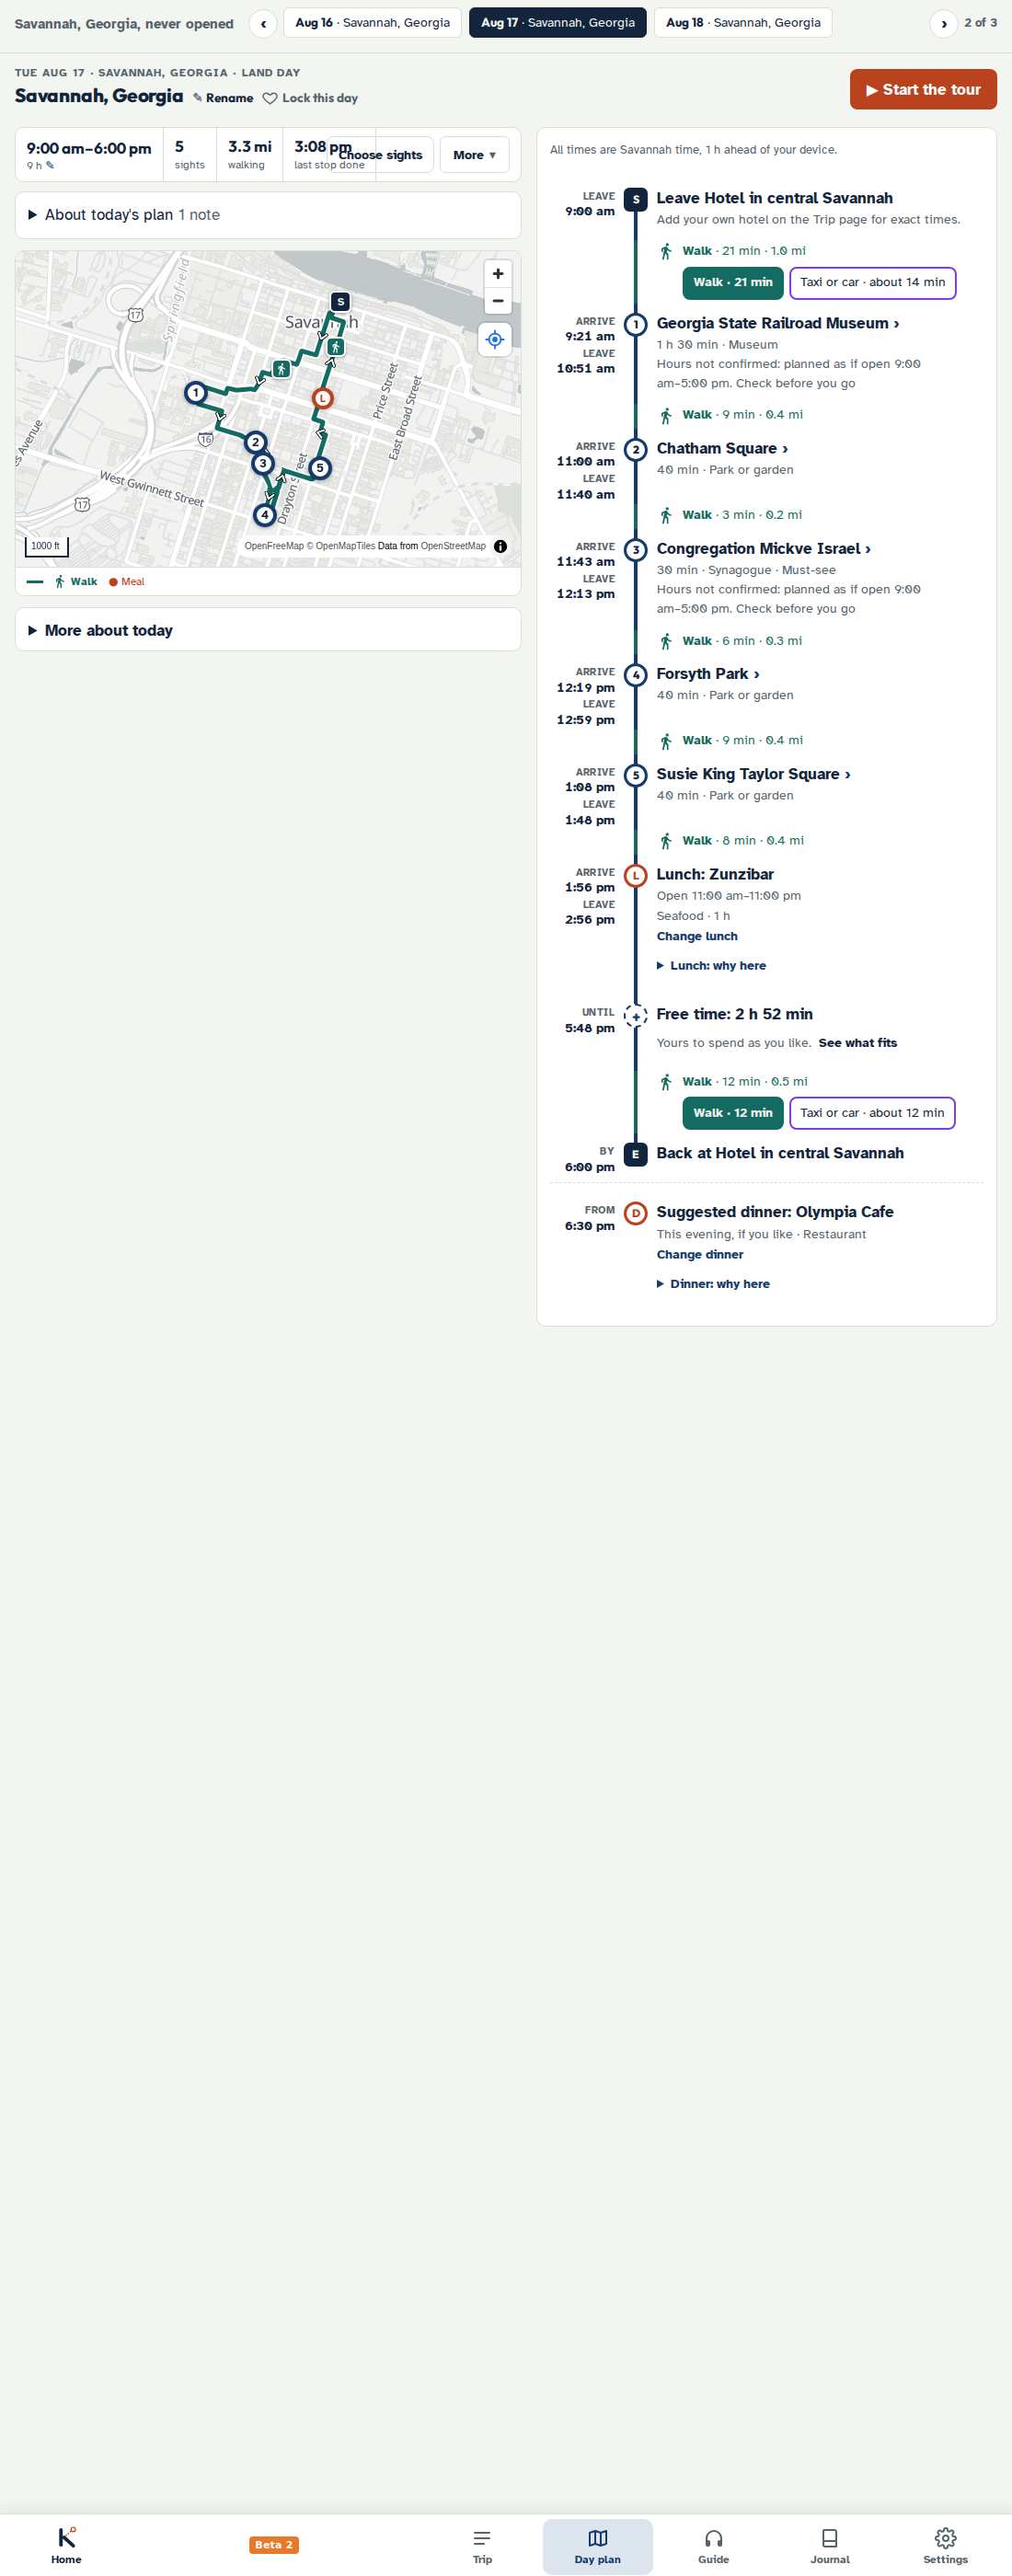 Savannah, Georgia, never opened
‹
Aug 16 · Savannah, Georgia
Aug 17 · Savannah, Georgia
Aug 18 · Savannah, Georgia
›
2 of 3
TUE AUG 17 · SAVANNAH, GEORGIA · LAND DAY
Savannah, Georgia
✎ Rename
Lock this day
▶ Start the tour
9:00 am–6:00 pm
9 h ✎
5
sights
3.3 mi
walking
3:08 pm
last stop done
Choose sights
More ▾
▶ About today's plan 1 note
Springfield
17
S
Savannah
1
L
Price Street
East Broad Street
16
2
3
5
West Gwinnett Street
Drayton Street
17
4
s Avenue
+
−
1000 ft
OpenFreeMap © OpenMapTiles Data from OpenStreetMap
Walk
Meal
▶ More about today
All times are Savannah time, 1 h ahead of your device.
LEAVE
9:00 am
S
Leave Hotel in central Savannah
Add your own hotel on the Trip page for exact times.
Walk · 21 min · 1.0 mi
Walk · 21 min
Taxi or car · about 14 min
ARRIVE
9:21 am
LEAVE
10:51 am
1
Georgia State Railroad Museum ›
1 h 30 min · Museum
Hours not confirmed: planned as if open 9:00
am–5:00 pm. Check before you go
Walk · 9 min · 0.4 mi
ARRIVE
11:00 am
LEAVE
11:40 am
2
Chatham Square ›
40 min · Park or garden
Walk · 3 min · 0.2 mi
ARRIVE
11:43 am
LEAVE
12:13 pm
3
Congregation Mickve Israel ›
30 min · Synagogue · Must-see
Hours not confirmed: planned as if open 9:00
am–5:00 pm. Check before you go
Walk · 6 min · 0.3 mi
ARRIVE
12:19 pm
LEAVE
12:59 pm
4
Forsyth Park ›
40 min · Park or garden
Walk · 9 min · 0.4 mi
ARRIVE
1:08 pm
LEAVE
1:48 pm
5
Susie King Taylor Square ›
40 min · Park or garden
Walk · 8 min · 0.4 mi
ARRIVE
1:56 pm
LEAVE
2:56 pm
L
Lunch: Zunzibar
Open 11:00 am–11:00 pm
Seafood · 1 h
Change lunch
▶ Lunch: why here
UNTIL
5:48 pm
+
Free time: 2 h 52 min
Yours to spend as you like. See what fits
Walk · 12 min · 0.5 mi
Walk · 12 min
Taxi or car · about 12 min
BY
6:00 pm
E
Back at Hotel in central Savannah
FROM
6:30 pm
D
Suggested dinner: Olympia Cafe
This evening, if you like · Restaurant
Change dinner
▶ Dinner: why here
Home
Beta 2
Trip
Day plan
Guide
Journal
Settings